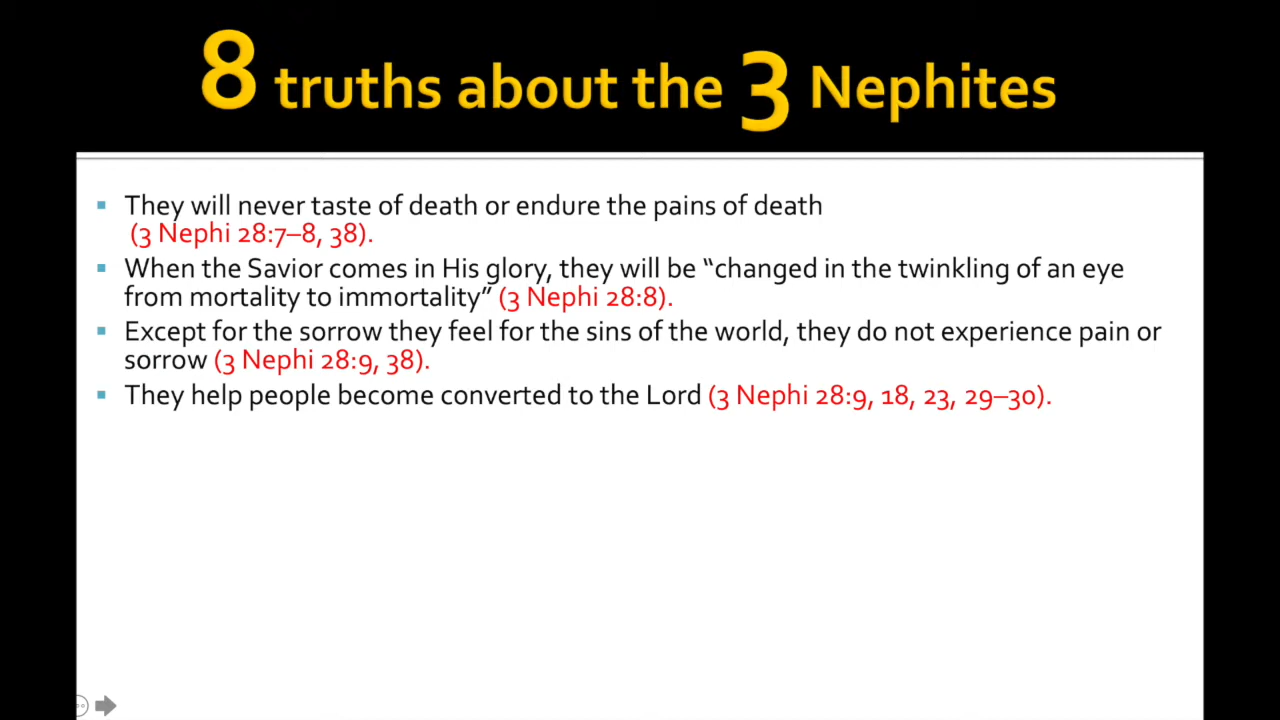 8 truths about the 3 Nephites
▪ They will never taste of death or endure the pains of death
(3 Nephi 28:7–8, 38).
▪ When the Savior comes in His glory, they will be “changed in the twinkling of an eye
from mortality to immortality” (3 Nephi 28:8).
▪ Except for the sorrow they feel for the sins of the world, they do not experience pain or
sorrow (3 Nephi 28:9, 38).
▪ They help people become converted to the Lord (3 Nephi 28:9, 18, 23, 29–30).